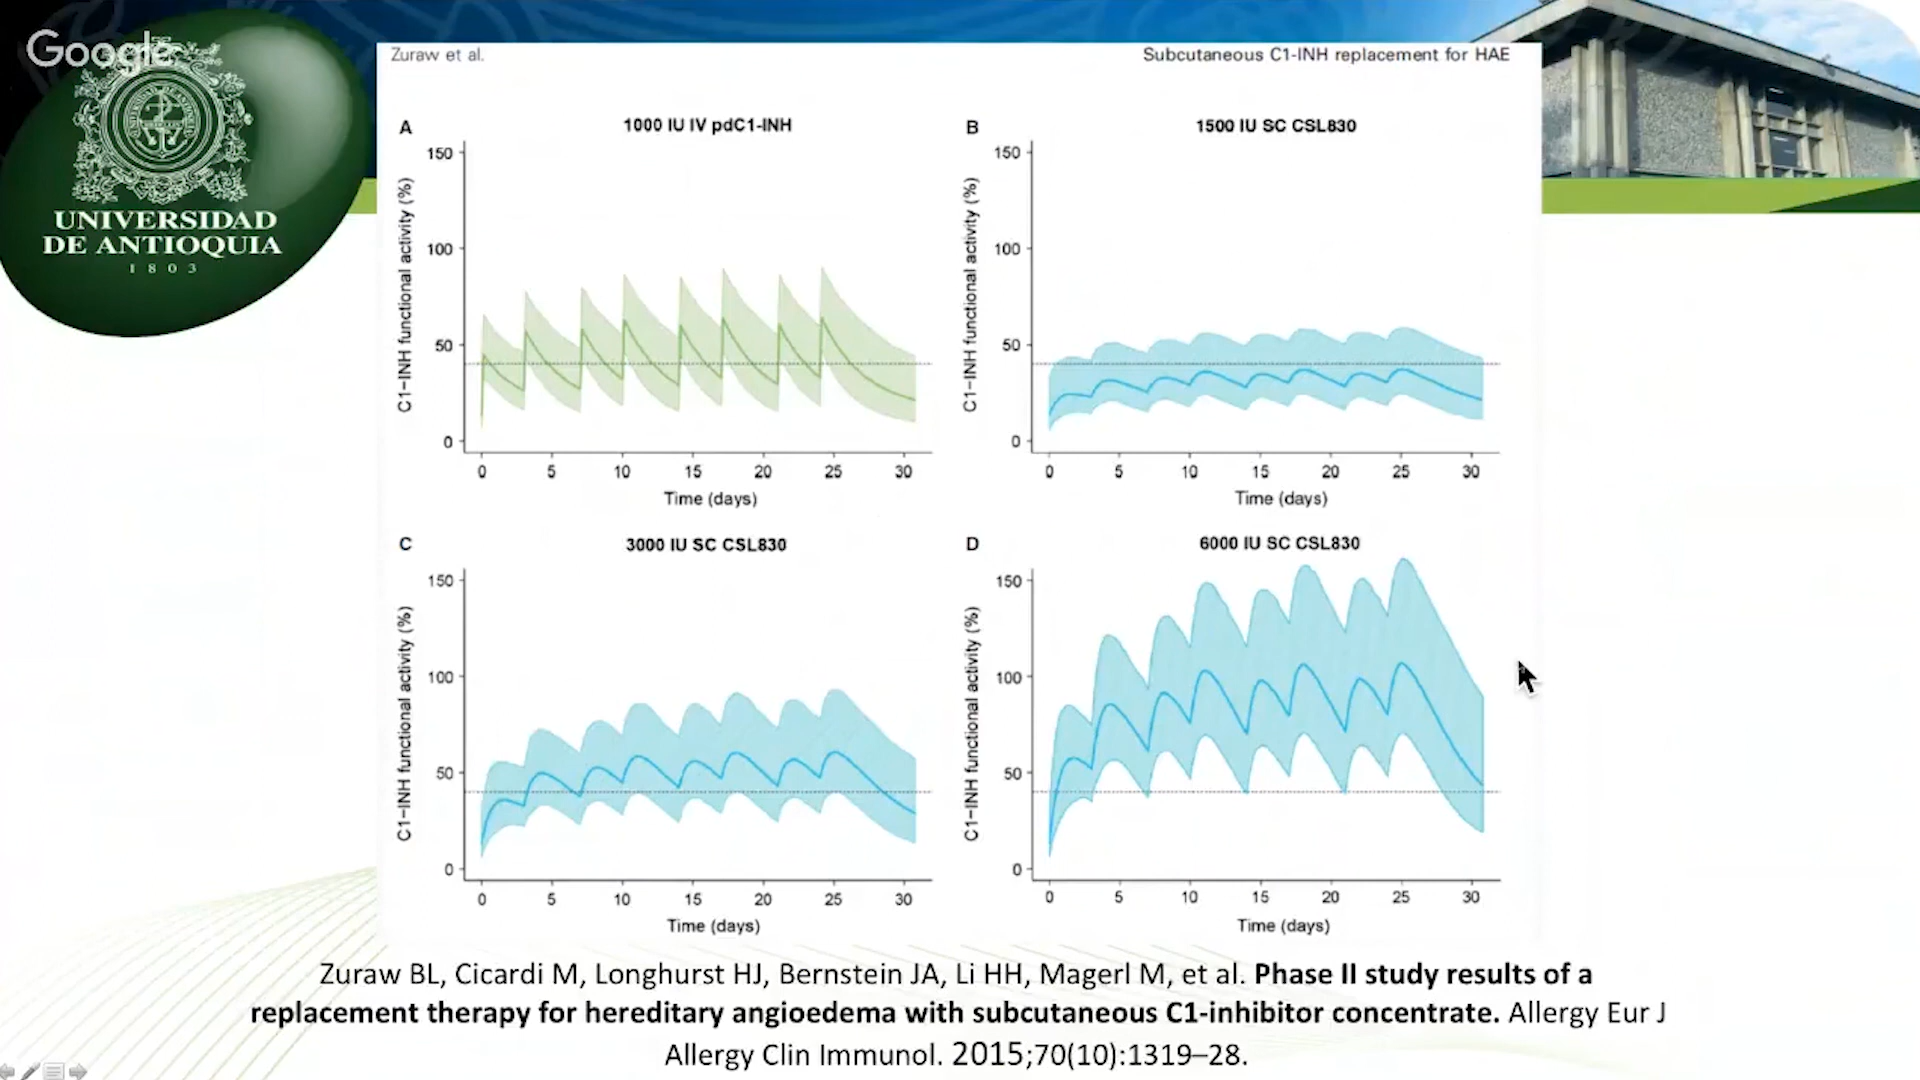 Google
UNIVERSIDAD
DE ANTIOQUIA
1803
Zuraw et al.
Subcutaneous C1-INH replacement for HAE
A
1000 IU IV pdC1-INH
C1−INH functional activity (%)
150
100
50
0
0 5 10 15 20 25 30
Time (days)
B
1500 IU SC CSL830
C1−INH functional activity (%)
150
100
50
0
0 5 10 15 20 25 30
Time (days)
C
3000 IU SC CSL830
C1−INH functional activity (%)
150
100
50
0
0 5 10 15 20 25 30
Time (days)
D
6000 IU SC CSL830
C1−INH functional activity (%)
150
100
50
0
0 5 10 15 20 25 30
Time (days)
Zuraw BL, Cicardi M, Longhurst HJ, Bernstein JA, Li HH, Magerl M, et al. Phase II study results of a
replacement therapy for hereditary angioedema with subcutaneous C1-inhibitor concentrate. Allergy Eur J
Allergy Clin Immunol. 2015;70(10):1319–28.